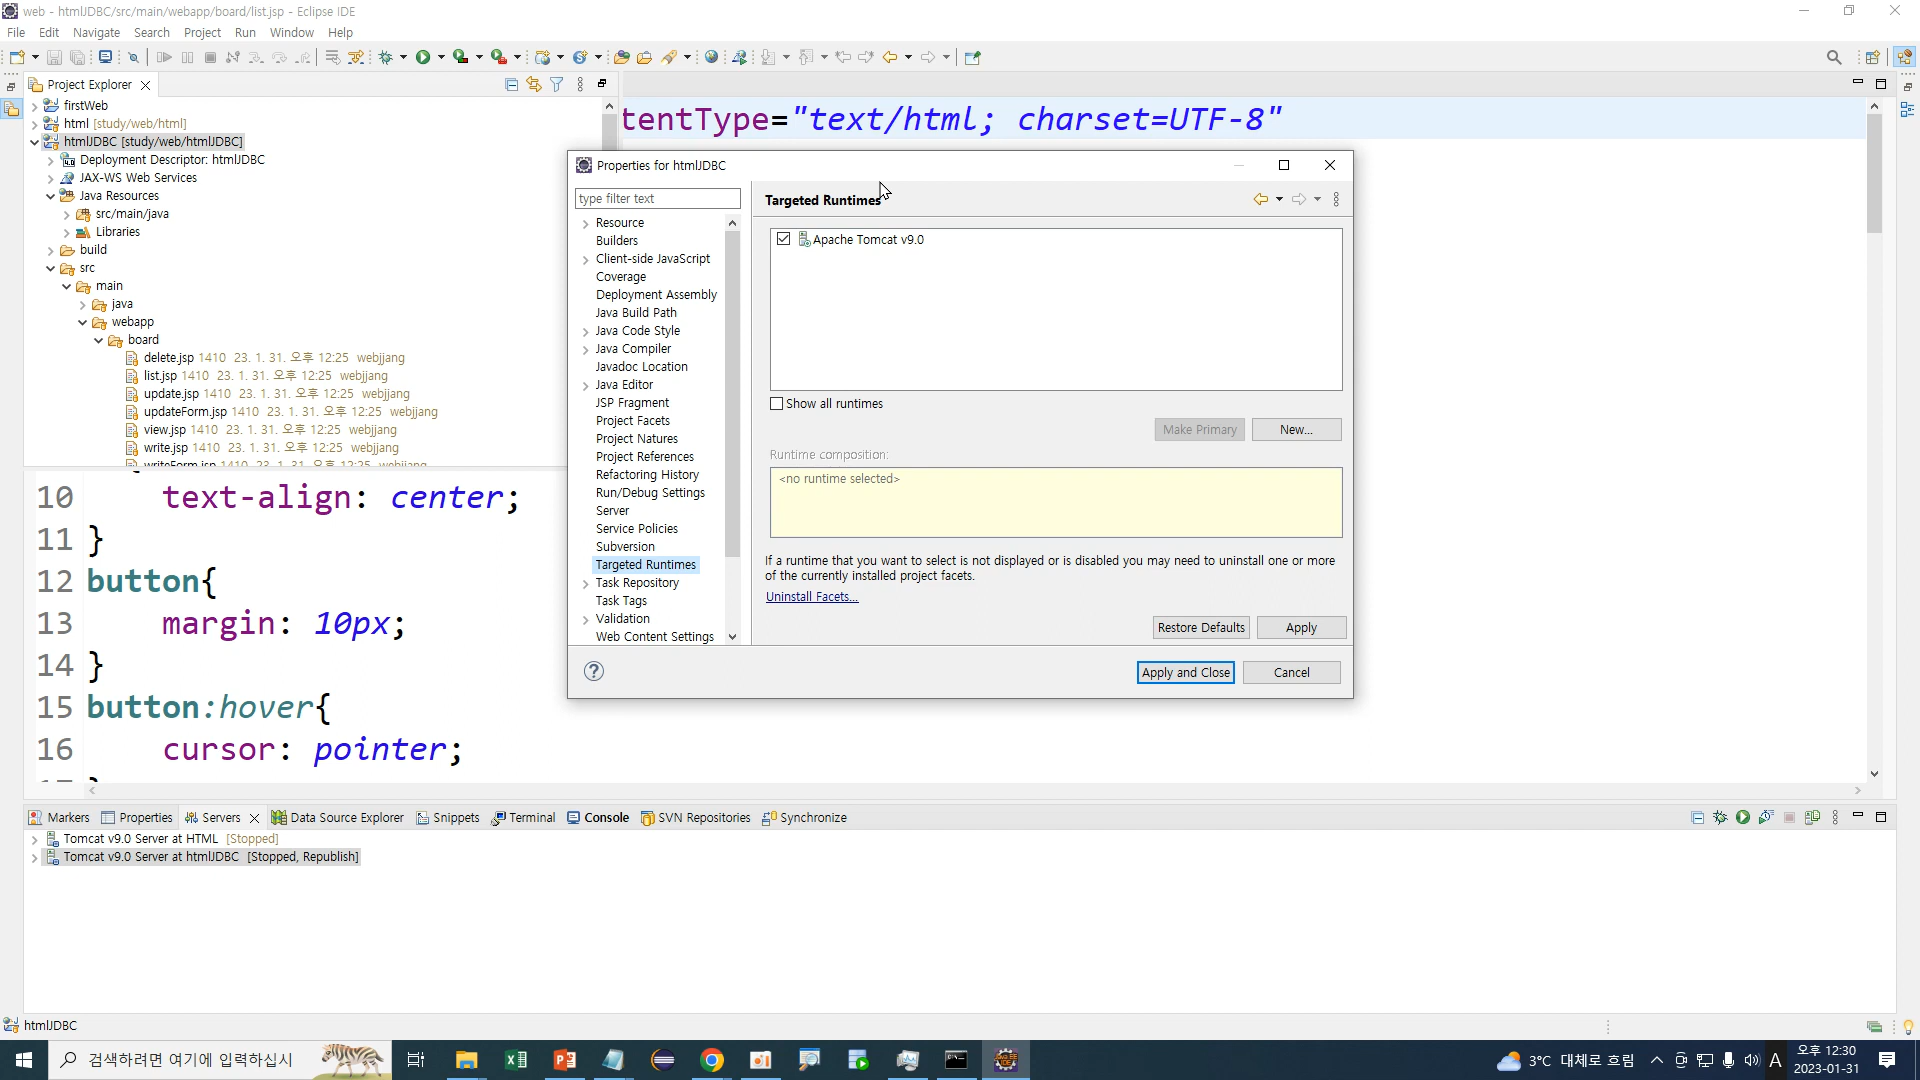 web - htmlJDBC/src/main/webapp/board/list.jsp - Eclipse IDE
File Edit Navigate Search Project Run Window Help
Project Explorer
firstWeb
html [study/web/html]
htmlJDBC [study/web/htmlJDBC]
Deployment Descriptor: htmlJDBC
JAX-WS Web Services
Java Resources
src/main/java
Libraries
build
src
main
java
webapp
board
delete.jsp 1410 23. 1. 31. 오후 12:25 webjjang
list.jsp 1410 23. 1. 31. 오후 12:25 webjjang
update.jsp 1410 23. 1. 31. 오후 12:25 webjjang
updateForm.jsp 1410 23. 1. 31. 오후 12:25 webjjang
view.jsp 1410 23. 1. 31. 오후 12:25 webjjang
write.jsp 1410 23. 1. 31. 오후 12:25 webjjang
writeForm.jsp 1410 23. 1. 31. 오후 12:25 webjjang
tentType="text/html; charset=UTF-8"
Properties for htmlJDBC
type filter text
Resource
Builders
Client-side JavaScript
Coverage
Deployment Assembly
Java Build Path
Java Code Style
Java Compiler
Javadoc Location
Java Editor
JSP Fragment
Project Facets
Project Natures
Project References
Refactoring History
Run/Debug Settings
Server
Service Policies
Subversion
Targeted Runtimes
Task Repository
Task Tags
Validation
Web Content Settings
Targeted Runtimes
Apache Tomcat v9.0
Show all runtimes
Make Primary New...
Runtime composition:
<no runtime selected>
If a runtime that you want to select is not displayed or is disabled you may need to uninstall one or more
of the currently installed project facets.
Uninstall Facets...
Restore Defaults Apply
Apply and Close Cancel
10 text-align: center;
11 }
12 button{
13 margin: 10px;
14 }
15 button:hover{
16 cursor: pointer;
Markers Properties Servers Data Source Explorer Snippets Terminal Console SVN Repositories Synchronize
Tomcat v9.0 Server at HTML [Stopped]
Tomcat v9.0 Server at htmlJDBC [Stopped, Republish]
htmlJDBC
검색하려면 여기에 입력하십시
3°C 대체로 흐림
A
오후 12:30
2023-01-31